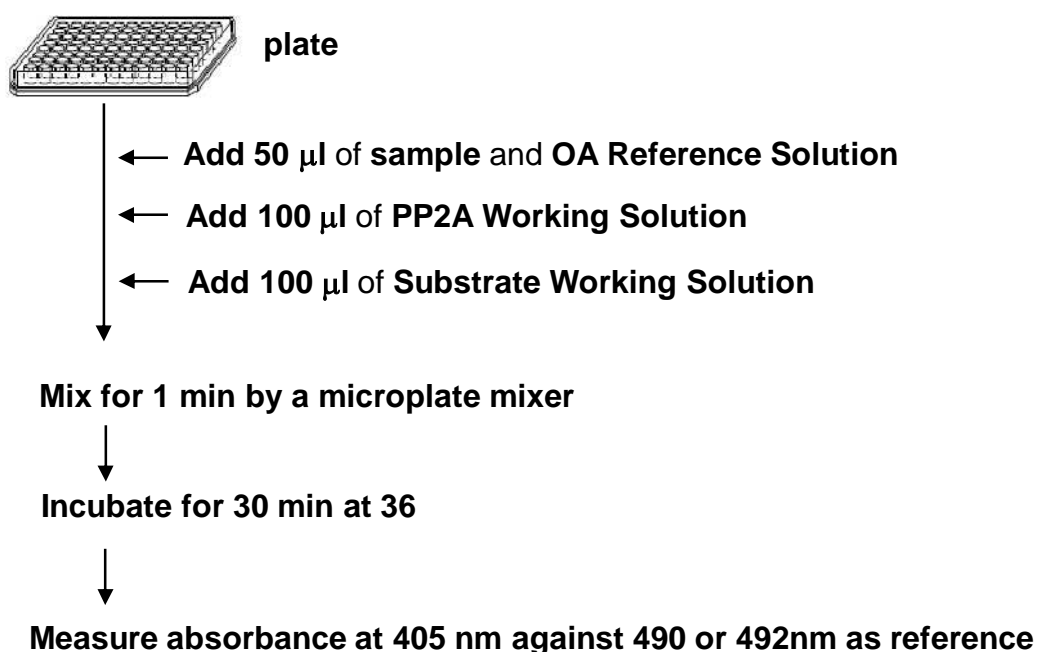 plate
Add 50 μl of sample and OA Reference Solution
Add 100 μl of PP2A Working Solution
Add 100 μl of Substrate Working Solution
Mix for 1 min by a microplate mixer
Incubate for 30 min at 36
Measure absorbance at 405 nm against 490 or 492nm as reference